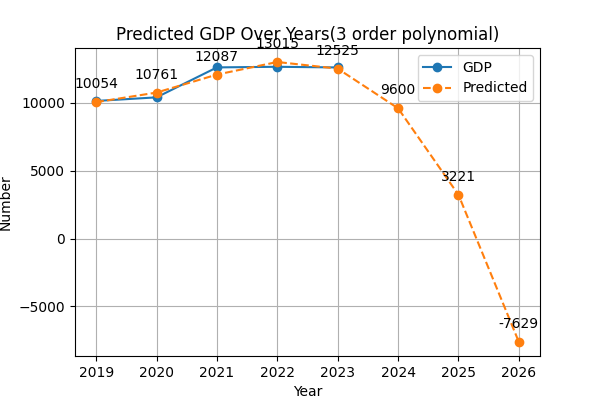 Predicted GDP Over Years(3 order polynomial)
10054
10761
12087
13015
12525
9600
3221
-7629
GDP
Predicted
10000
5000
0
−5000
Number
2019 2020 2021 2022 2023 2024 2025 2026
Year